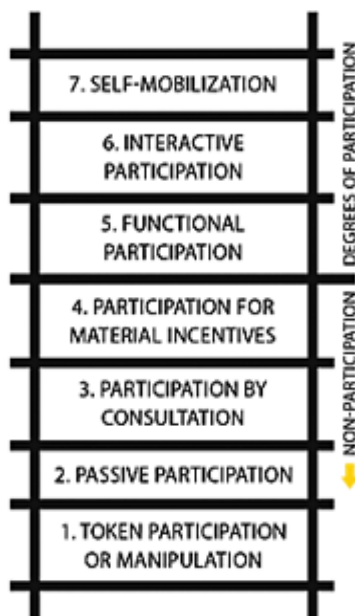 7. SELF-MOBILIZATION
6. INTERACTIVE
PARTICIPATION
5. FUNCTIONAL
PARTICIPATION
4. PARTICIPATION FOR
MATERIAL INCENTIVES
3. PARTICIPATION BY
CONSULTATION
2. PASSIVE PARTICIPATION
1. TOKEN PARTICIPATION
OR MANIPULATION
DEGREES OF PARTICIPATION
NON-PARTICIPATION